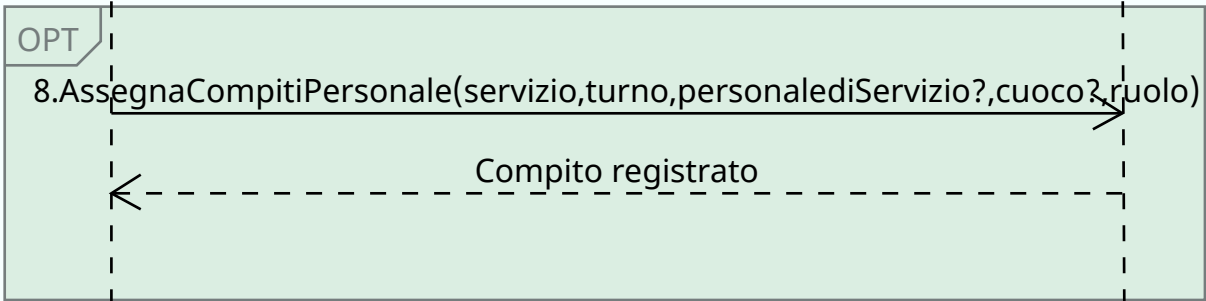 OPT
8.AssegnaCompitiPersonale(servizio,turno,personalediServizio?,cuoco?,ruolo)
Compito registrato